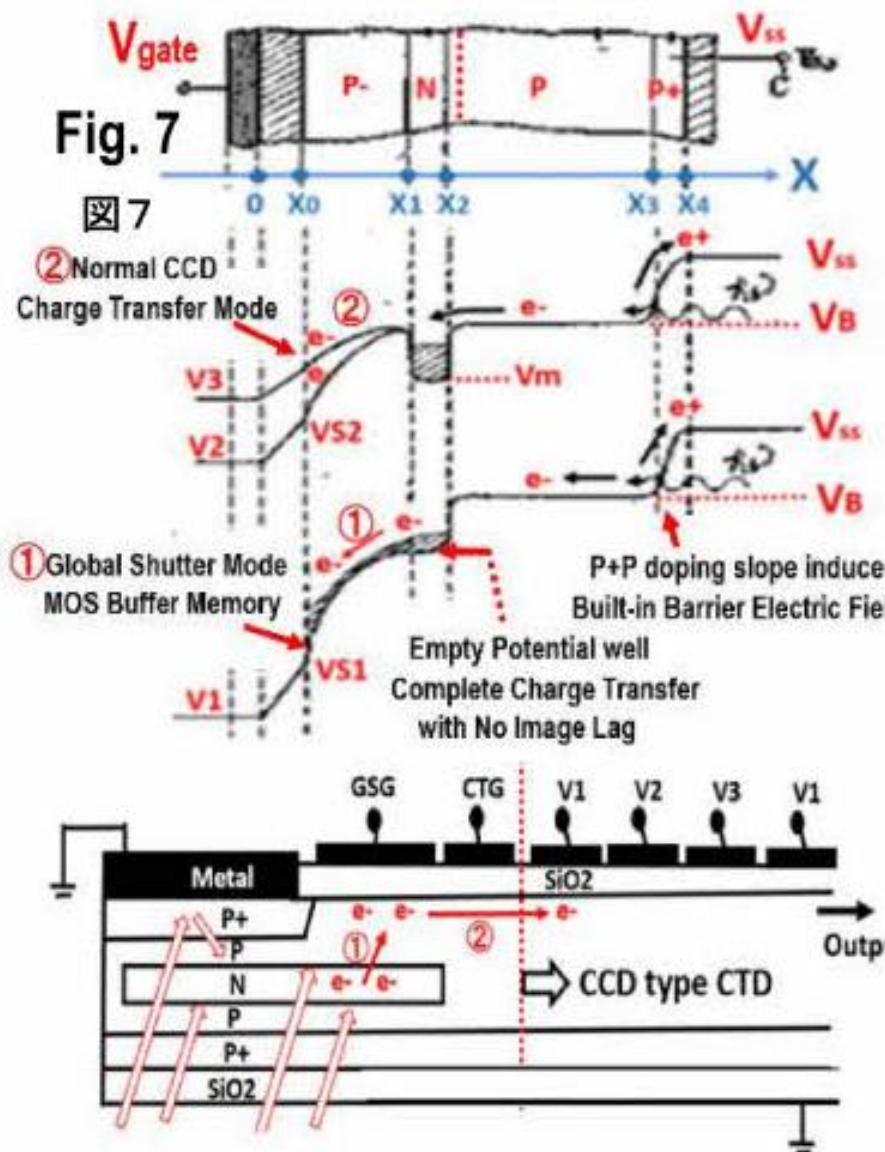 Vgate
Vss
P-
N
P
P+
Fig. 7
図7
0
X0
X1
X2
X3
X4
X
②Normal CCD
Charge Transfer Mode
②
e-
e-
e+
Vss
VB
V3
e
Vm
V2
VS2
e+
Vss
e-
VB
①
e-
e-
①Global Shutter Mode
MOS Buffer Memory
P+P doping slope induce
Built-in Barrier Electric Fie
VS1
V1
Empty Potential well
Complete Charge Transfer
with No Image Lag
GSG
CTG
V1
V2
V3
V1
Metal
SiO2
P+
e-
e-
e-
②
Outp
P
①
N
e-
e-
CCD type CTD
P
P+
SiO2